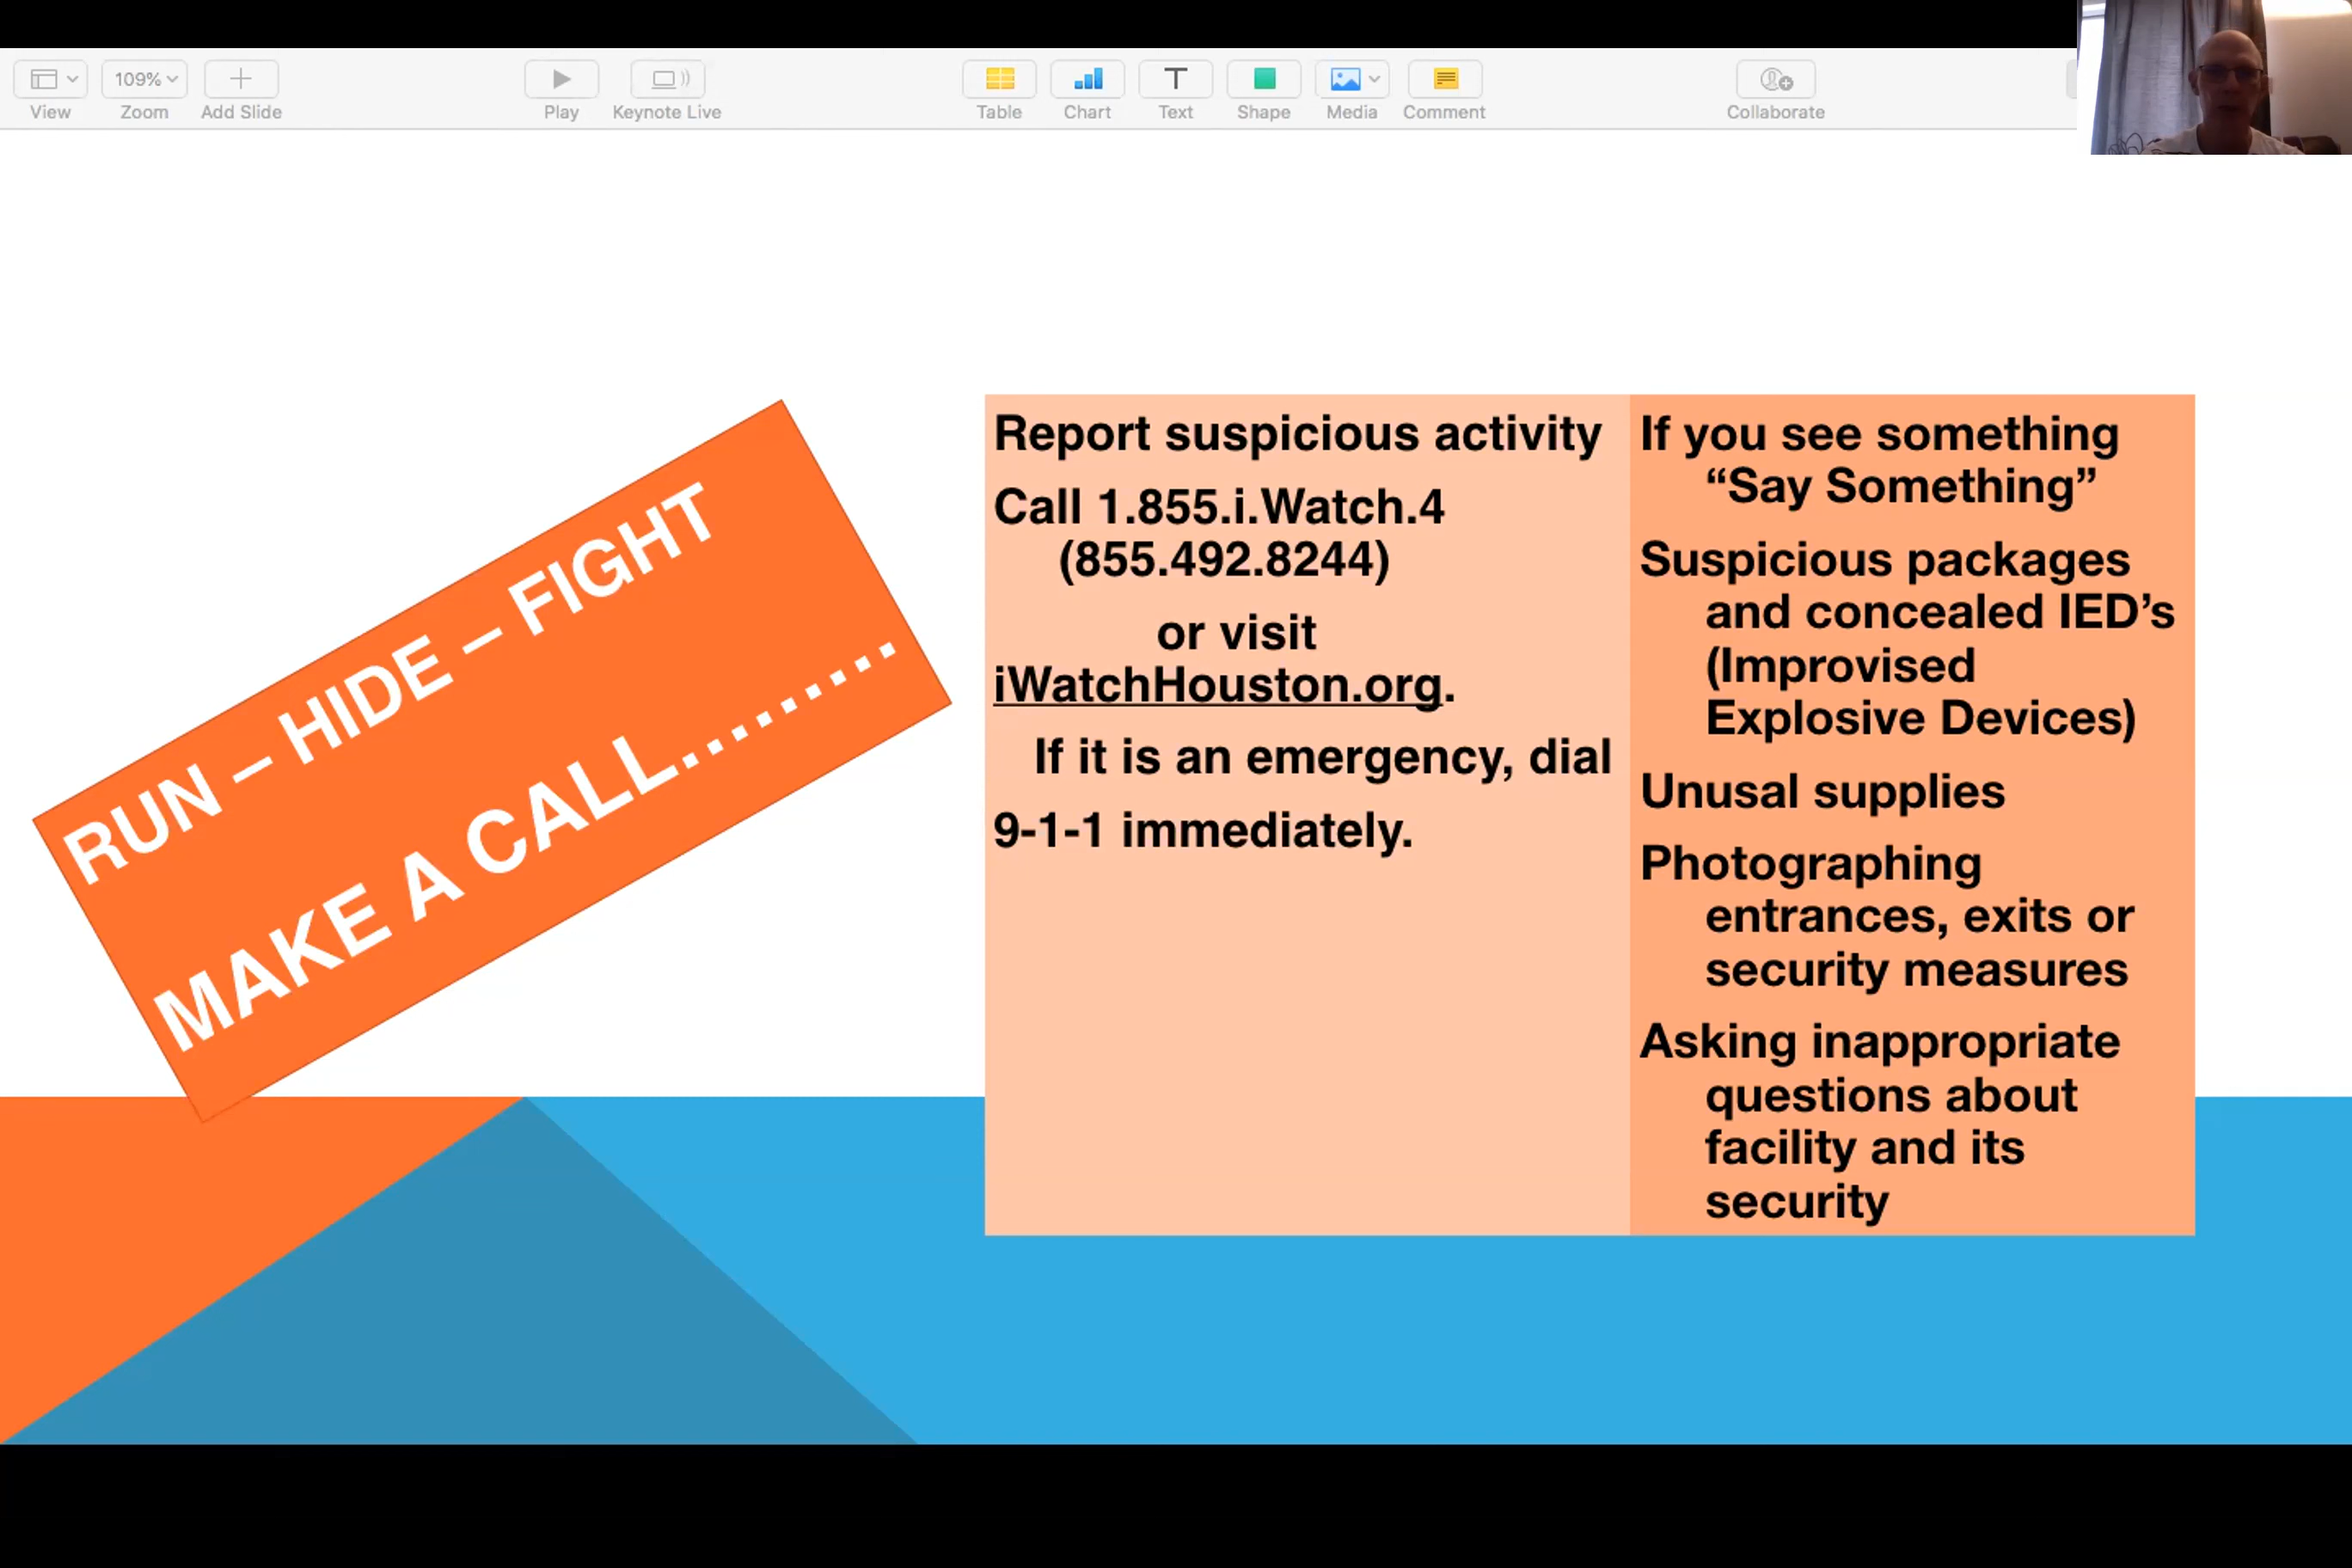 109%
View
Zoom
Add Slide
Play
Keynote Live
Table
Chart
Text
Shape
Media
Comment
Collaborate
RUN – HIDE – FIGHT
MAKE A CALL..........
Report suspicious activity
Call 1.855.i.Watch.4
(855.492.8244)
or visit
iWatchHouston.org.
If it is an emergency, dial
9-1-1 immediately.
If you see something
“Say Something”
Suspicious packages
and concealed IED’s
(Improvised
Explosive Devices)
Unusal supplies
Photographing
entrances, exits or
security measures
Asking inappropriate
questions about
facility and its
security